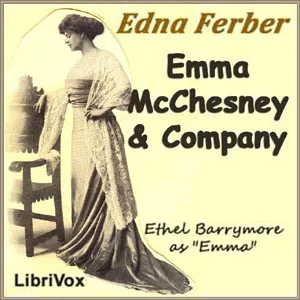 Edna Ferber
Emma
McChesney
& Company
Ethel Barrymore
as "Emma"
LibriVox